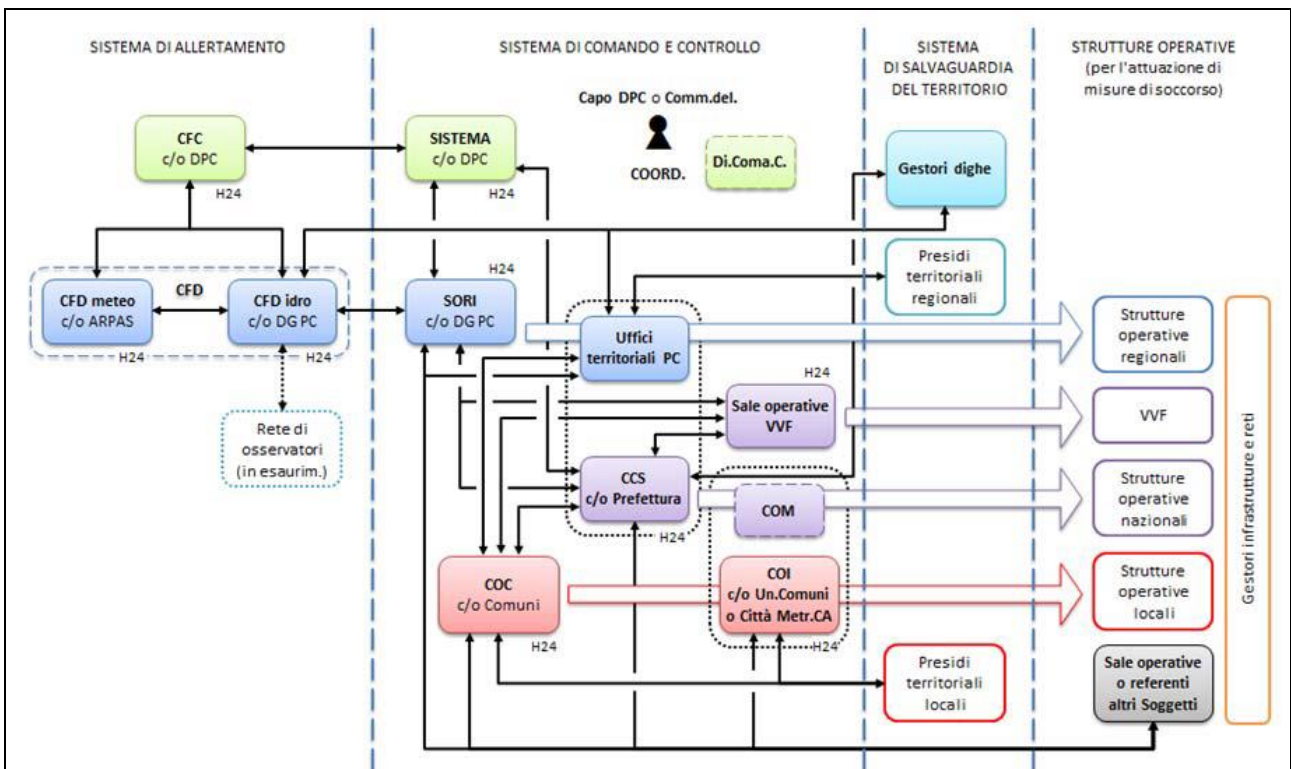 SISTEMA DI ALLERTAMENTO
SISTEMA DI COMANDO E CONTROLLO
SISTEMA
DI SALVAGUARDIA
DEL TERRITORIO
STRUTTURE OPERATIVE
(per l'attuazione di
misure di soccorso)
Capo DPC o Comm.del.
COORD.
Di.Coma.C.
CFC
c/o DPC
H24
SISTEMA
c/o DPC
H24
Gestori dighe
Presidi
territoriali
regionali
CFD
CFD meteo
c/o ARPAS
H24
CFD idro
c/o DG PC
H24
H24
SORI
c/o DG PC
Uffici
territoriali PC
Strutture
operative
regionali
Rete di
osservatori
(in esaurim.)
H24
Sale operative
VVF
VVF
CCS
c/o Prefettura
H24
COM
Strutture
operative
nazionali
COC
c/o Comuni
H24
COI
c/o Un.Comuni
o Città Metr.CA
H24
Strutture
operative
locali
Presidi
territoriali
locali
Sale operative
o referenti
altri Soggetti
Gestori infrastrutture e reti